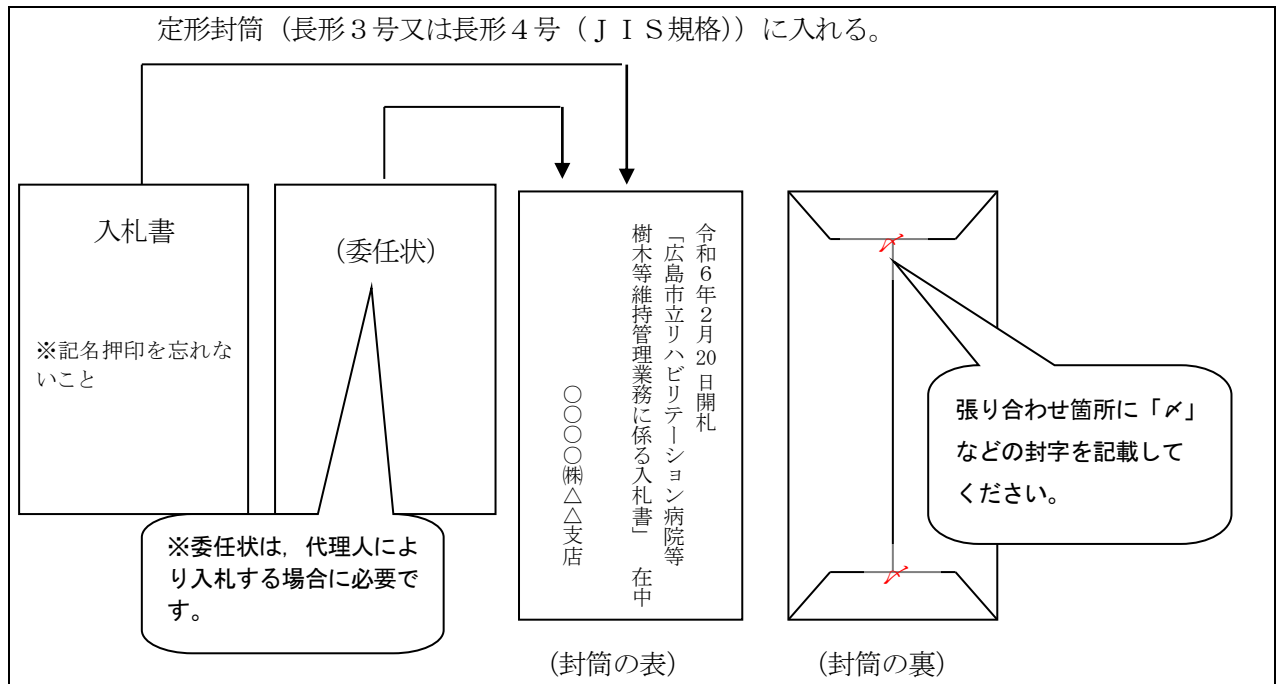 定形封筒（長形３号又は長形４号（ＪＩＳ規格））に入れる。
入札書
※記名押印を忘れな
いこと
（委任状）
※委任状は，代理人によ
り入札する場合に必要で
す。
令和６年２月20日開札
「広島市立リハビリテーション病院等
樹木等維持管理業務に係る入札書」　在中
○○○○㈱△△支店
（封筒の表）
〆
張り合わせ箇所に「〆」
などの封字を記載して
ください。
〆
（封筒の裏）